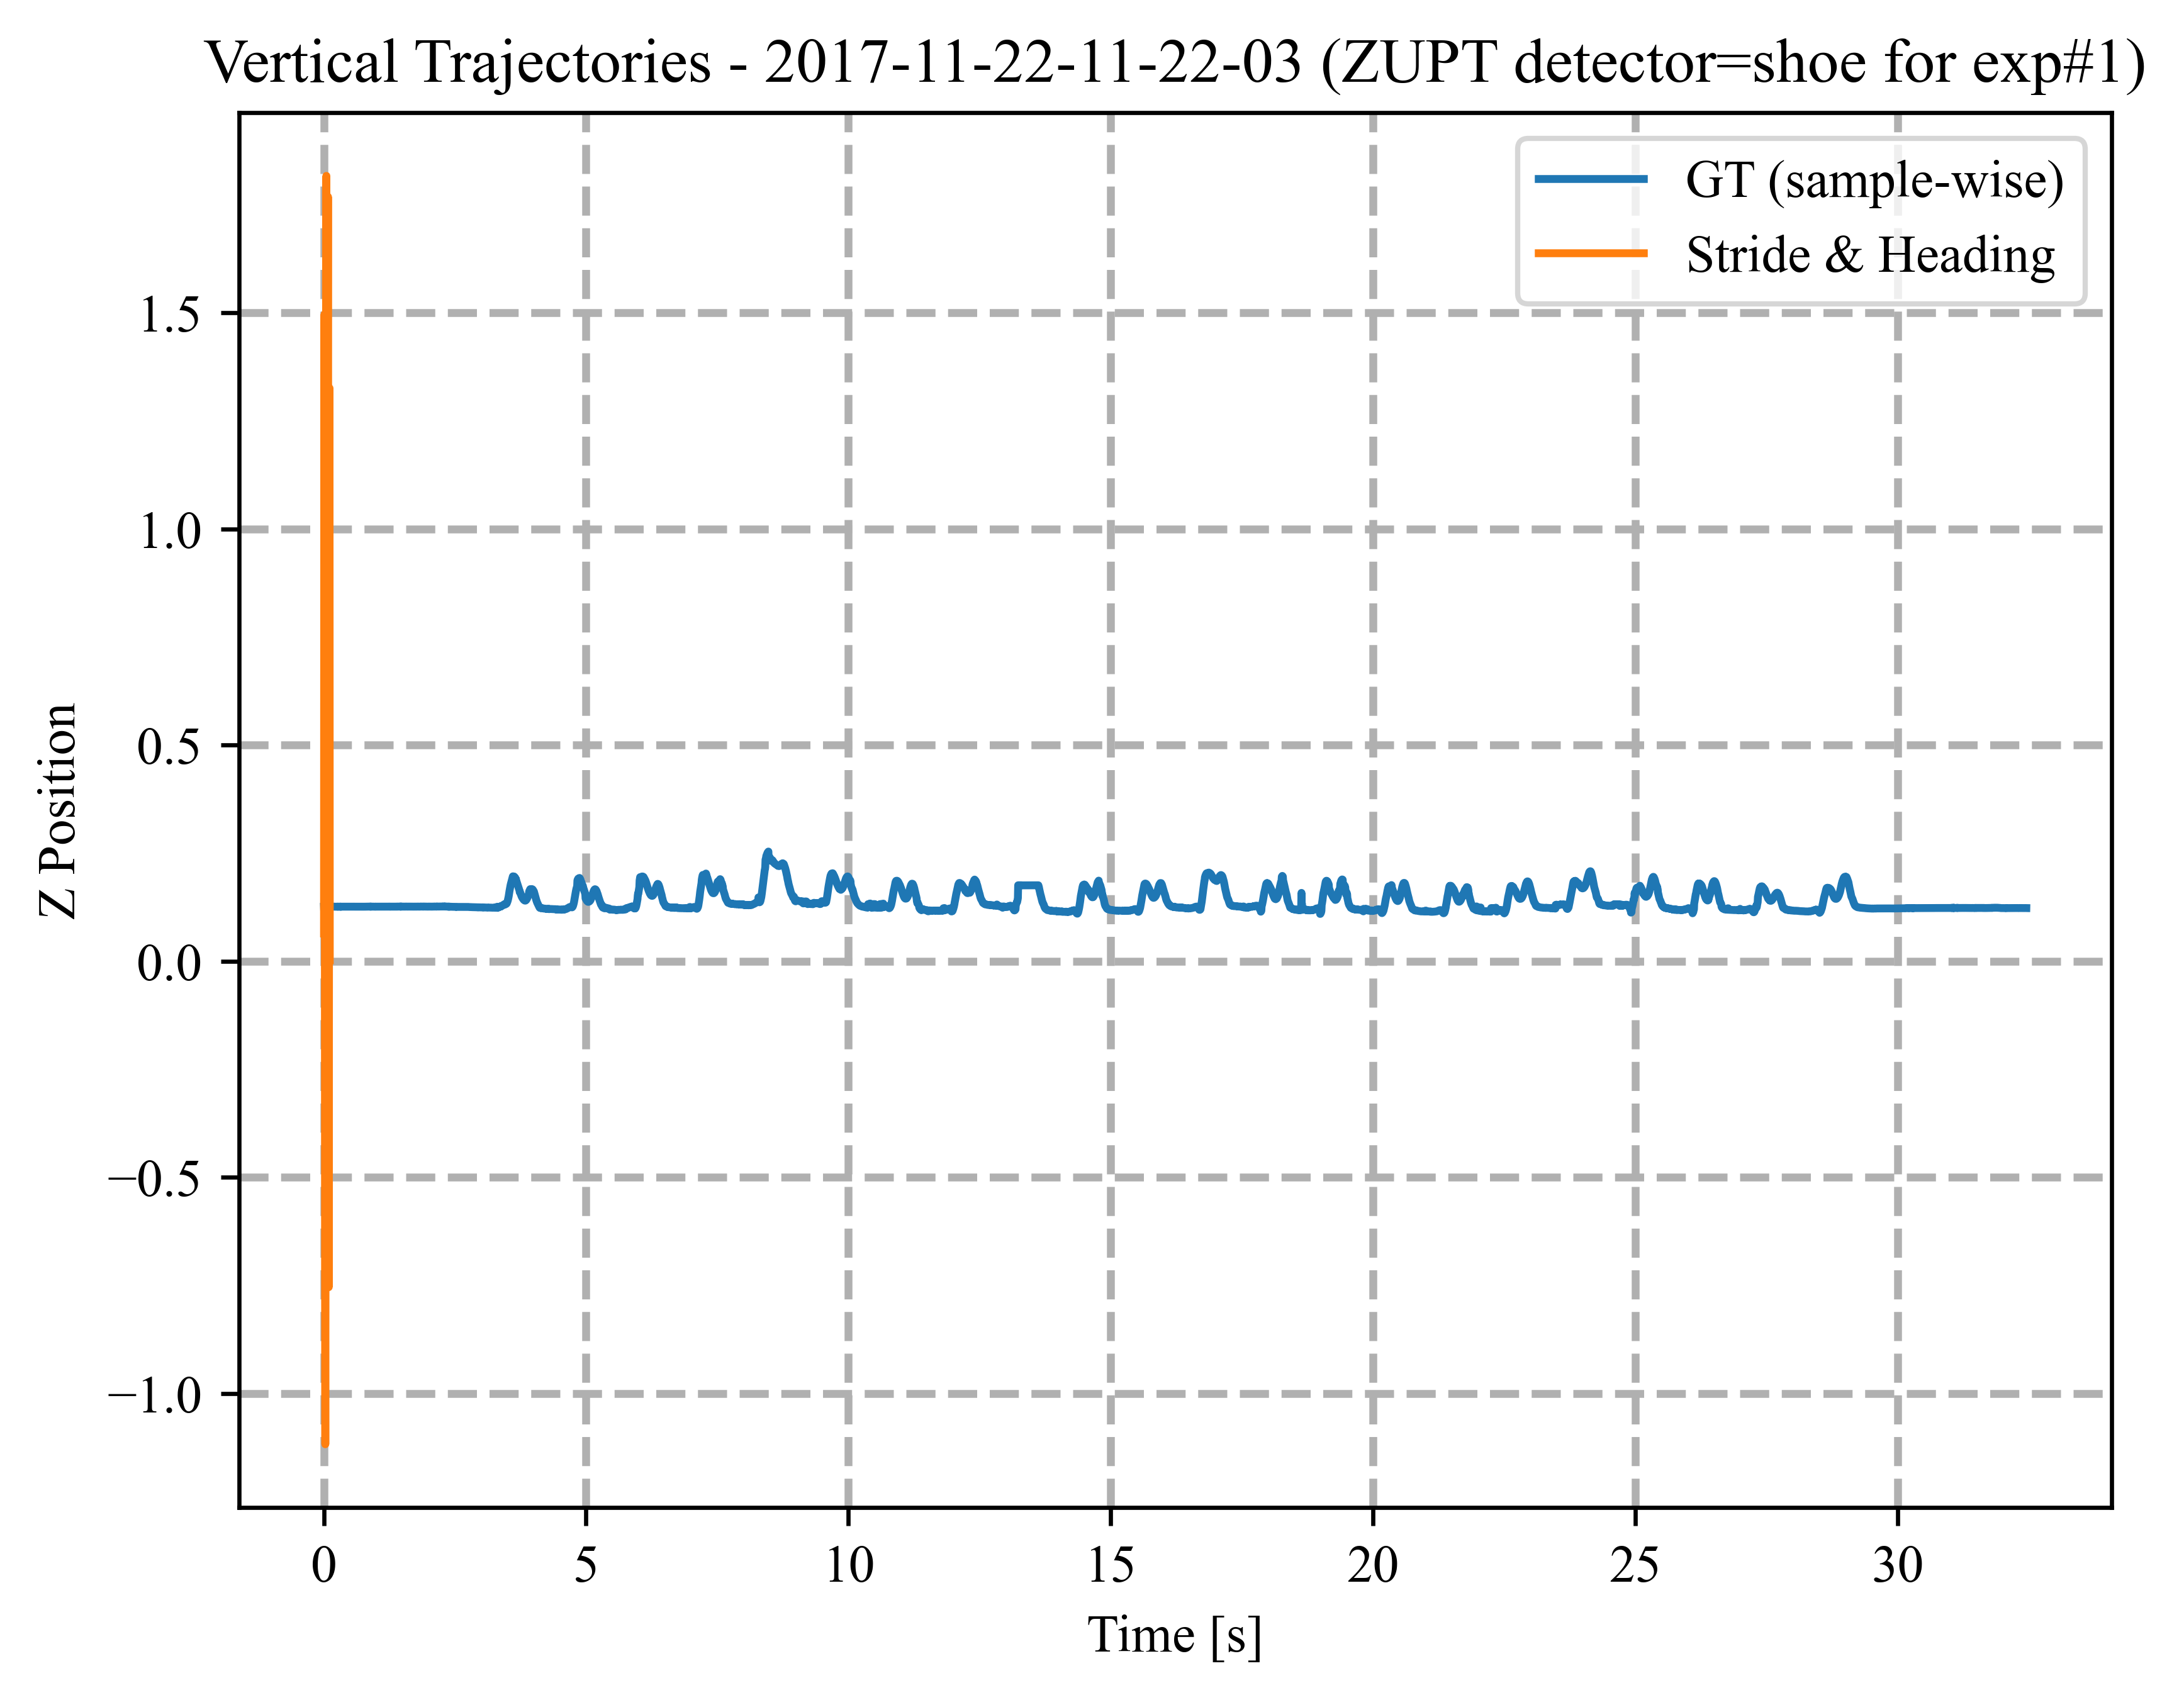 Vertical Trajectories - 2017-11-22-11-22-03 (ZUPT detector=shoe for exp#1)
GT (sample-wise)
Stride & Heading
1.5
1.0
0.5
0.0
−0.5
−1.0
Z Position
0 5 10 15 20 25 30
Time [s]